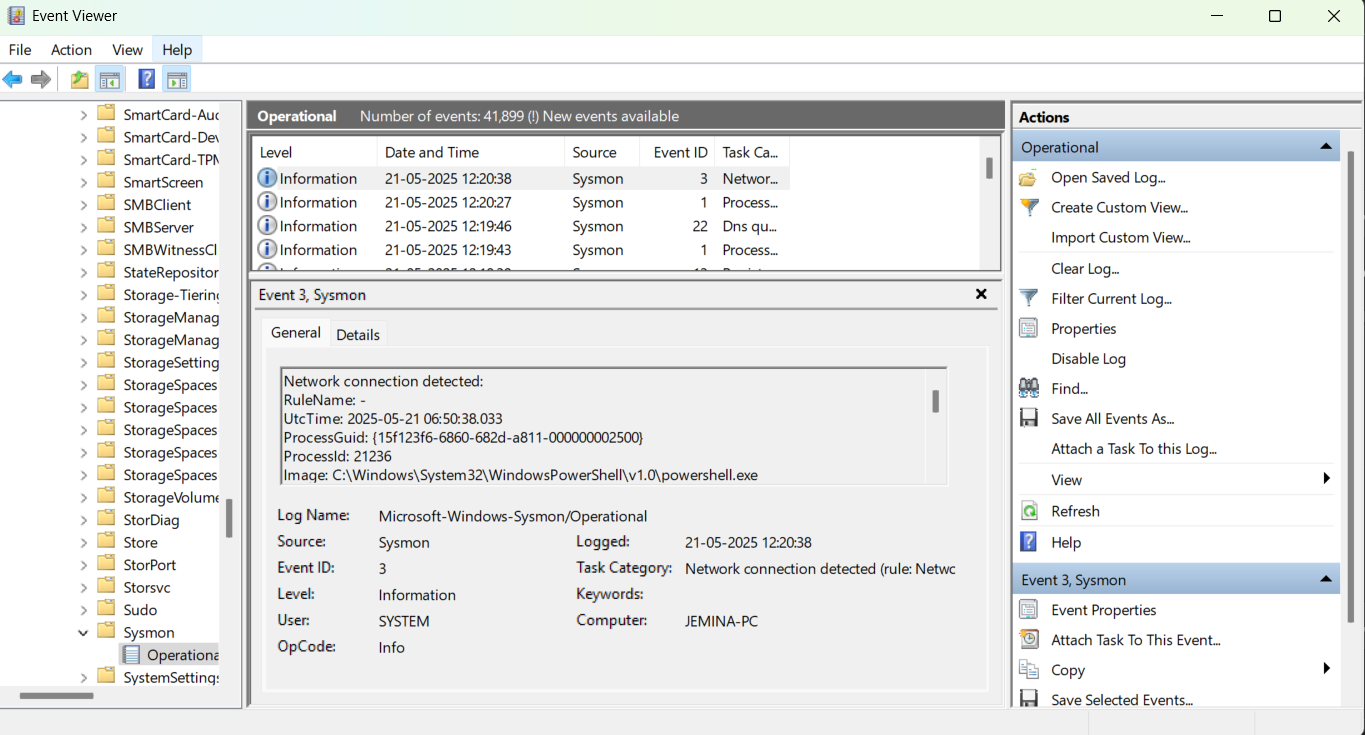 Event Viewer
File Action View Help
SmartCard-Auc
SmartCard-Dev
SmartCard-TPM
SmartScreen
SMBClient
SMBServer
SMBWitnessCl
StateRepositor
Storage-Tiering
StorageManag
StorageManag
StorageSetting
StorageSpaces
StorageSpaces
StorageSpaces
StorageSpaces
StorageSpaces
StorageVolume
StorDiag
Store
StorPort
Storsvc
Sudo
Sysmon
Operationa
SystemSettings
Operational Number of events: 41,899 (!) New events available
Level Date and Time Source Event ID Task Ca...
Information 21-05-2025 12:20:38 Sysmon 3 Networ...
Information 21-05-2025 12:20:27 Sysmon 1 Process...
Information 21-05-2025 12:19:46 Sysmon 22 Dns qu...
Information 21-05-2025 12:19:43 Sysmon 1 Process...
Event 3, Sysmon
General Details
Network connection detected:
RuleName: -
UtcTime: 2025-05-21 06:50:38.033
ProcessGuid: {15f123f6-6860-682d-a811-000000002500}
ProcessId: 21236
Image: C:\Windows\System32\WindowsPowerShell\v1.0\powershell.exe
Log Name: Microsoft-Windows-Sysmon/Operational
Source: Sysmon Logged: 21-05-2025 12:20:38
Event ID: 3 Task Category: Network connection detected (rule: Netwc
Level: Information Keywords:
User: SYSTEM Computer: JEMINA-PC
OpCode: Info
Actions
Operational
Open Saved Log...
Create Custom View...
Import Custom View...
Clear Log...
Filter Current Log...
Properties
Disable Log
Find...
Save All Events As...
Attach a Task To this Log...
View
Refresh
Help
Event 3, Sysmon
Event Properties
Attach Task To This Event...
Copy
Save Selected Events...